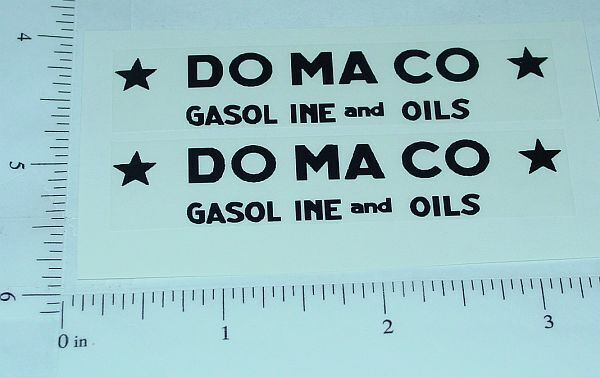 ★ DO MA CO ★
GASOL INE and OILS
★ DO MA CO ★
GASOL INE and OILS
4
5
6
0 in 1 2 3